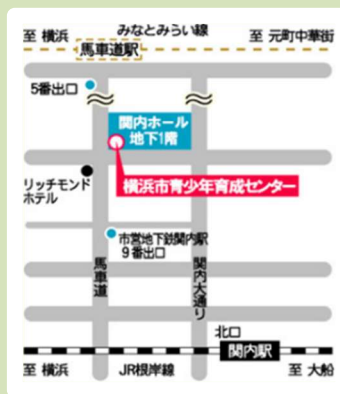 みなとみらい線
至 横浜
至 元町中華街
馬車道駅
5番出口
関内ホール
地下1階
リッチモンド
ホテル
横浜市青少年育成センター
市営地下鉄関内駅
9番出口
馬車道
関内大通り
北口
関内駅
至 横浜
JR根岸線
至 大船